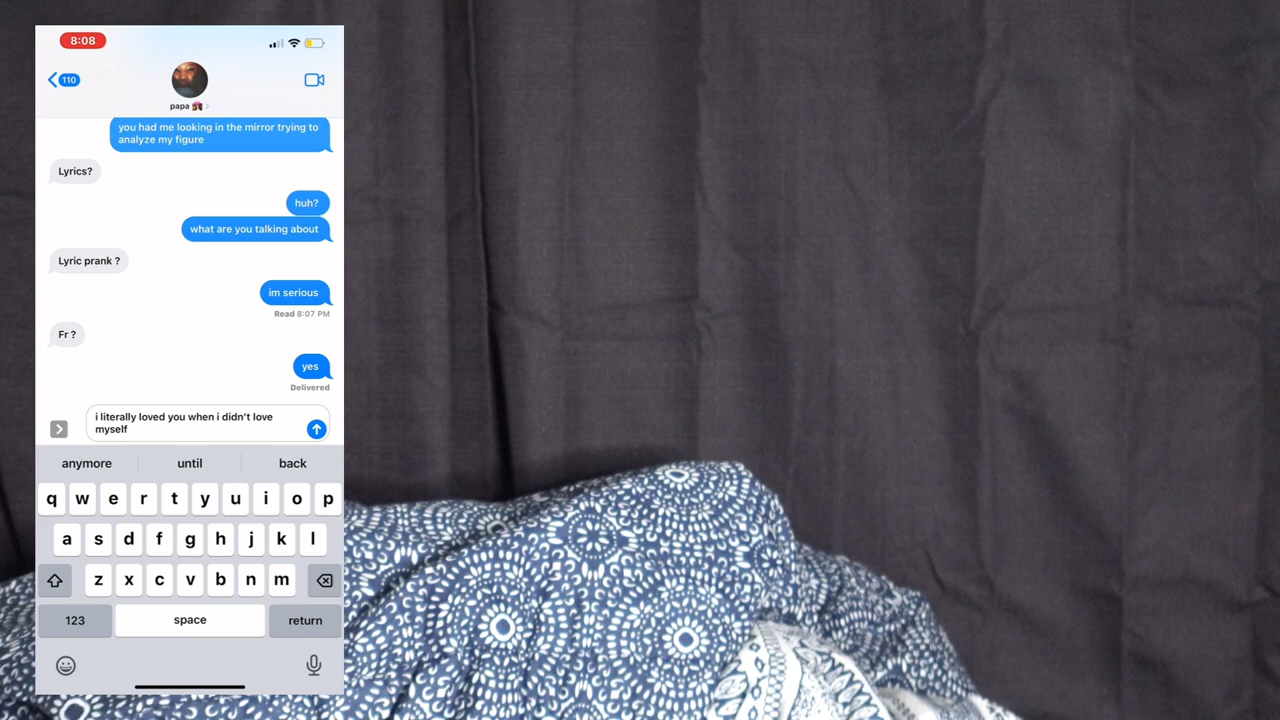 8:08
110
papa
you had me looking in the mirror trying to
analyze my figure
Lyrics?
huh?
what are you talking about
Lyric prank ?
im serious
Read 8:07 PM
Fr ?
yes
Delivered
i literally loved you when i didn't love
myself
anymore until back
q w e r t y u i o p
a s d f g h j k l
z x c v b n m
123 space return